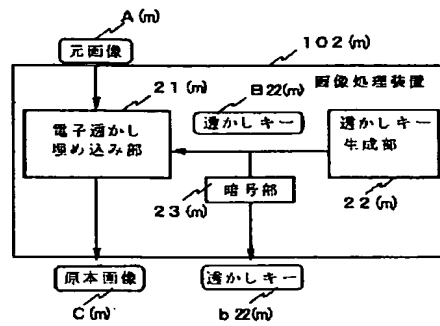 A(m)
元画像
102(m)
画像処理装置
21(m)
B22(m)
電子透かし
埋め込み部
透かしキー
透かしキー
生成部
暗号部
23(m)
22(m)
原本画像
透かしキー
C(m)
b22(m)